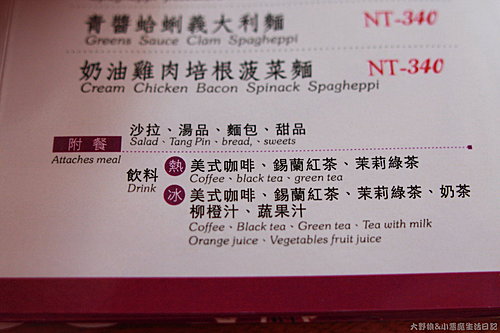 青醬蛤蜊義大利麵 NT-340
Greens Sauce Clam Spagheppi
奶油雞肉培根菠菜麵 NT-340
Cream Chicken Bacon Spinack Spagheppi
附餐 沙拉、湯品、麵包、甜品
Attaches meal Salad、Tang Pin、bread,、sweets
飲料 熱 美式咖啡、錫蘭紅茶、茉莉綠茶
Drink Coffee、black tea、green tea
冰 美式咖啡、錫蘭紅茶、茉莉綠茶、奶茶
柳橙汁、蔬果汁
Coffee、Black tea、Green tea、Tea with milk
Orange juice、Vegetables fruit juice